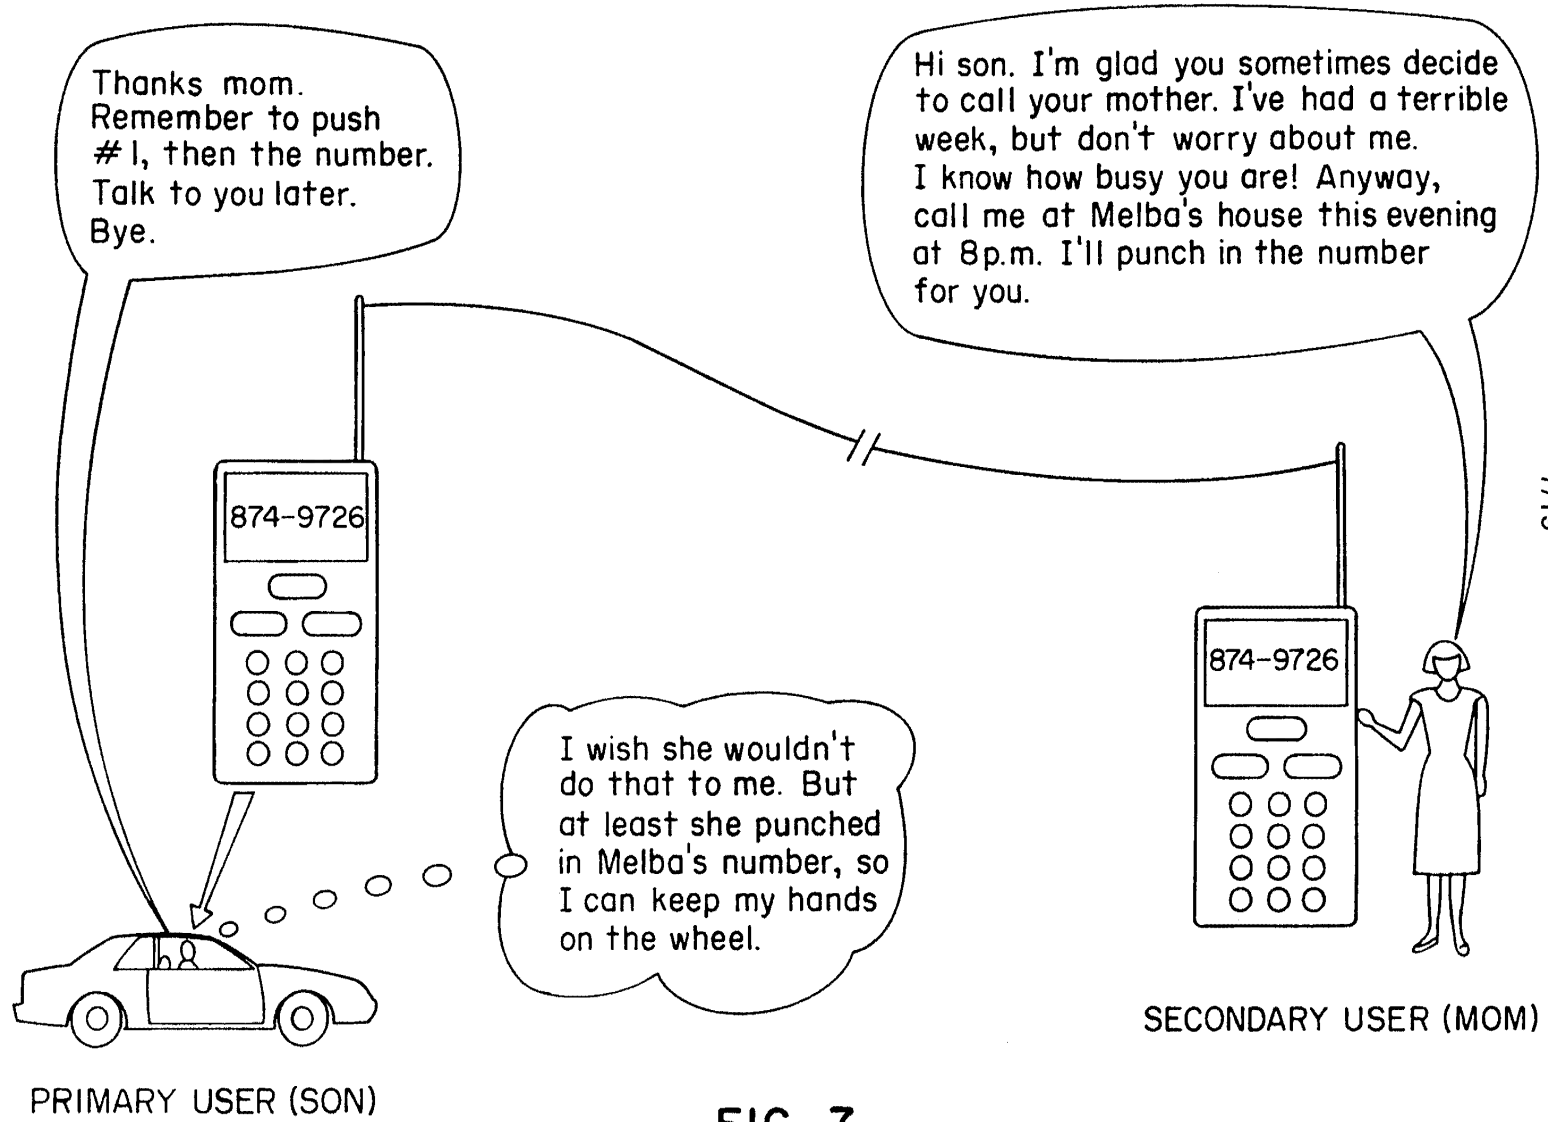 Thanks mom.
Remember to push
#1, then the number.
Talk to you later.
Bye.
Hi son. I'm glad you sometimes decide
to call your mother. I've had a terrible
week, but don't worry about me.
I know how busy you are! Anyway,
call me at Melba's house this evening
at 8p.m. I'll punch in the number
for you.
874-9726
I wish she wouldn't
do that to me. But
at least she punched
in Melba's number, so
I can keep my hands
on the wheel.
874-9726
SECONDARY USER (MOM)
PRIMARY USER (SON)
FIG. 7